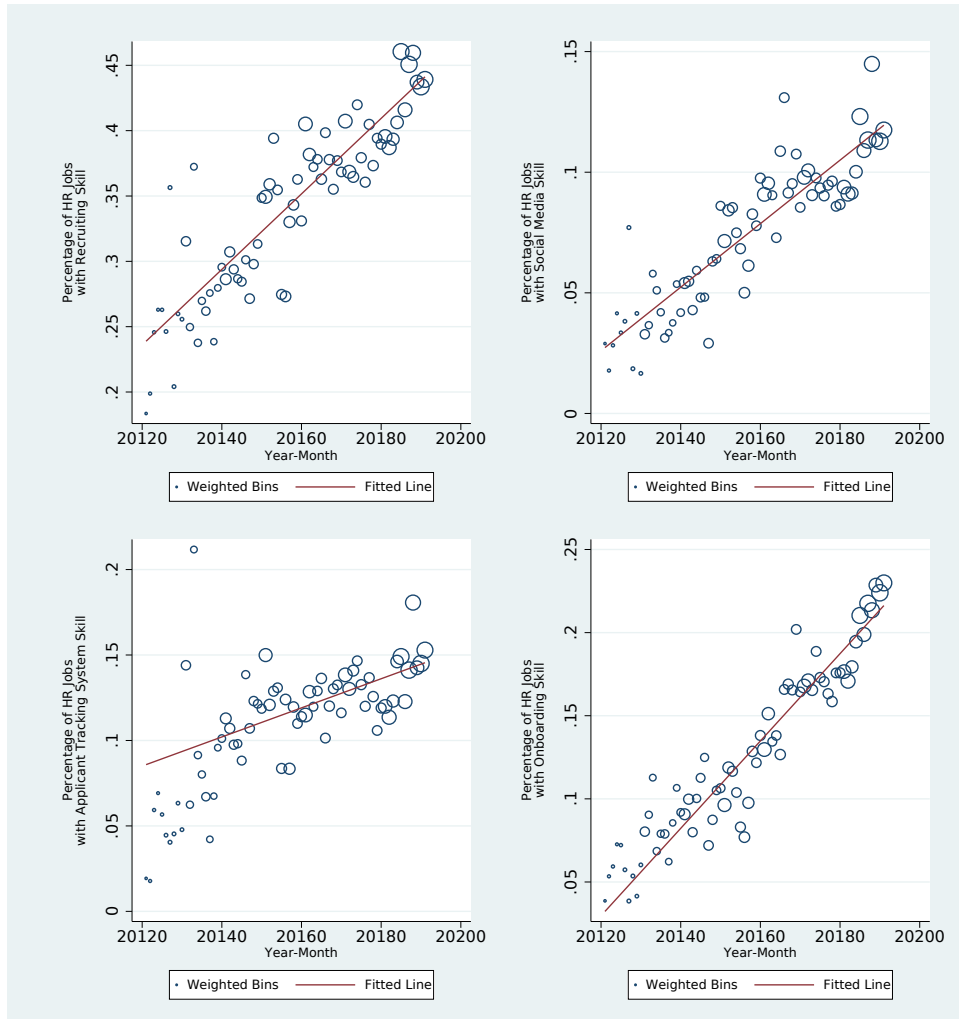 Percentage of HR Jobs
with Recruiting Skill
.45
.4
.35
.3
.25
.2
20120 20140 20160 20180 20200
Year-Month
Weighted Bins Fitted Line
Percentage of HR Jobs
with Social Media Skill
.15
.1
.05
0
20120 20140 20160 20180 20200
Year-Month
Weighted Bins Fitted Line
Percentage of HR Jobs
with Applicant Tracking System Skill
.2
.15
.1
.05
0
20120 20140 20160 20180 20200
Year-Month
Weighted Bins Fitted Line
Percentage of HR Jobs
with Onboarding Skill
.25
.2
.15
.1
.05
20120 20140 20160 20180 20200
Year-Month
Weighted Bins Fitted Line